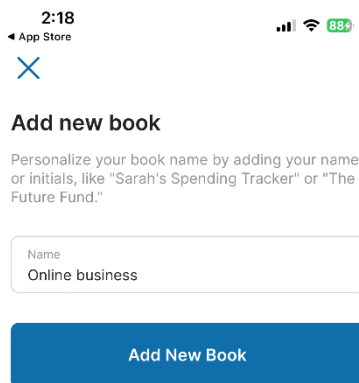 2:18
88
◀ App Store
Add new book
Personalize your book name by adding your name
or initials, like "Sarah's Spending Tracker" or "The
Future Fund."
Name
Online business
Add New Book